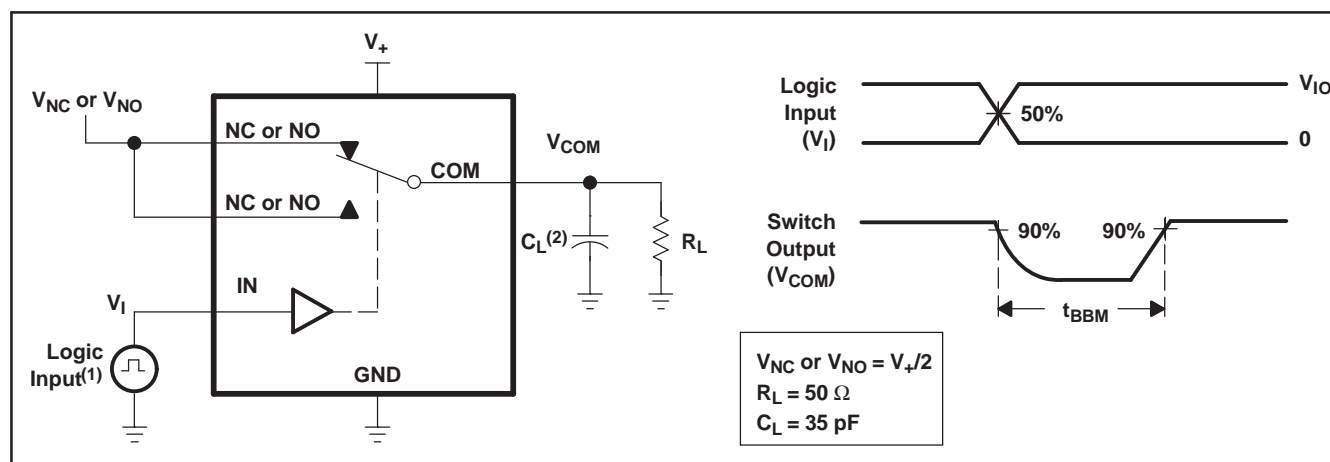 V+
VNC or VNO
NC or NO
VCOM
COM
NC or NO
CL(2)
RL
IN
VI
Logic
Input(1)
GND
Logic
Input
(VI)
50%
VIO
0
Switch
Output
(VCOM)
90%
90%
tBBM
VNC or VNO = V+/2
RL = 50 Ω
CL = 35 pF